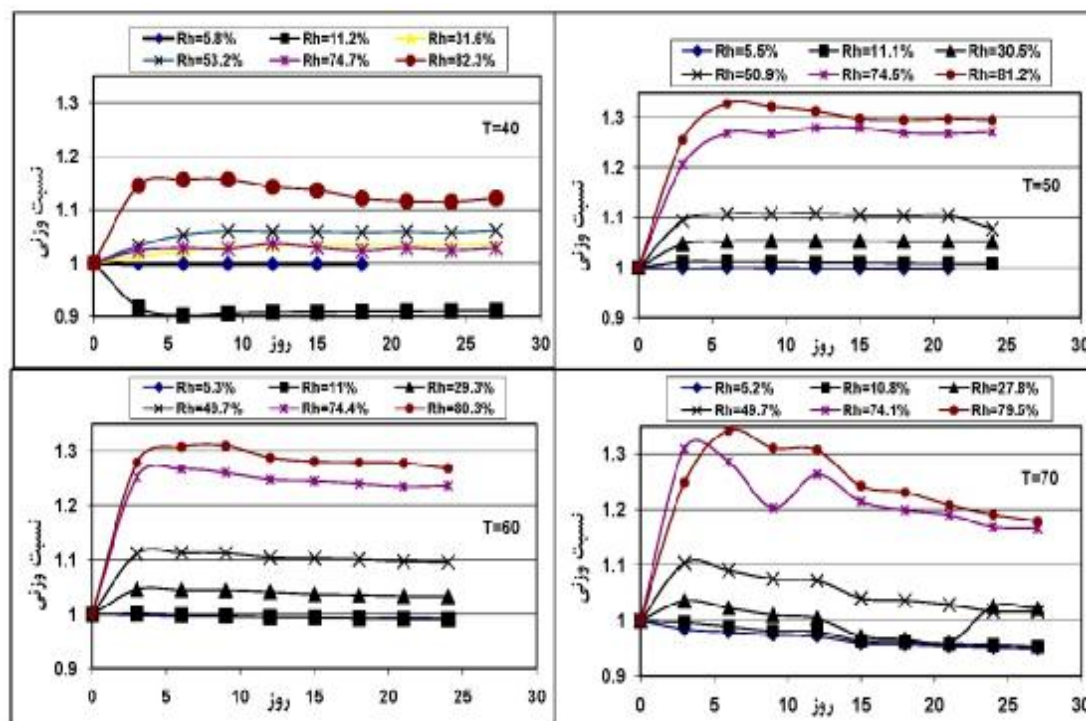 Rh=5.8% Rh=11.2% Rh=31.6%
Rh=53.2% Rh=74.7% Rh=82.3%
1.3
1.2
1.1
1
0.9
T=40
نسبت وزنی
0 5 10 15 20 25 30
روز
Rh=5.5% Rh=11.1% Rh=30.5%
Rh=50.9% Rh=74.5% Rh=81.2%
1.3
1.2
1.1
1
0.9
T=50
نسبت وزنی
0 5 10 15 20 25 30
روز
Rh=5.3% Rh=11% Rh=29.3%
Rh=49.7% Rh=74.4% Rh=80.3%
1.3
1.2
1.1
1
0.9
T=60
نسبت وزنی
0 5 10 15 20 25 30
روز
Rh=5.2% Rh=10.8% Rh=27.8%
Rh=49.7% Rh=74.1% Rh=79.5%
1.3
1.2
1.1
1
0.9
T=70
نسبت وزنی
0 5 10 15 20 25 30
روز